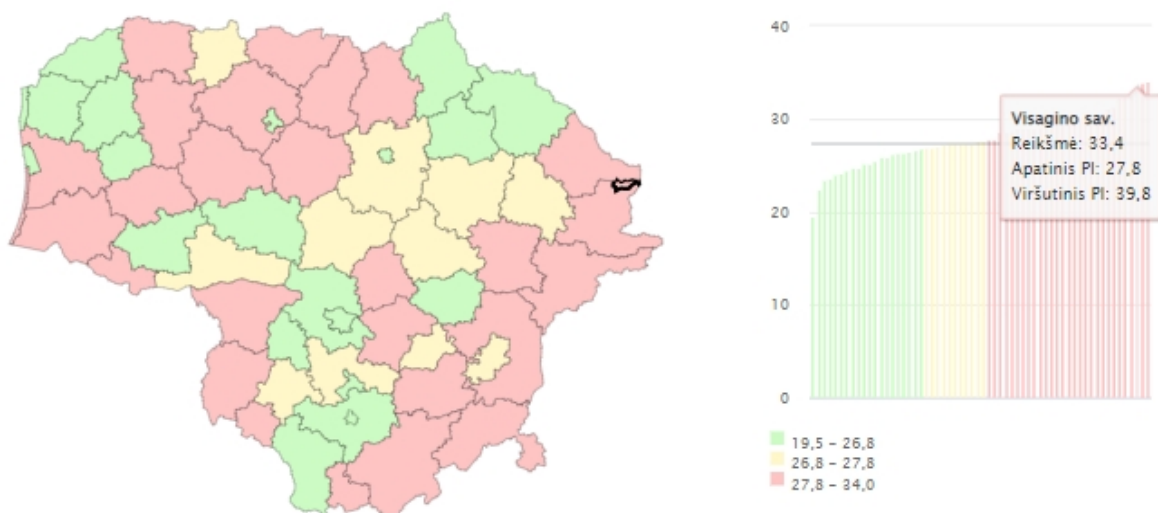 40
30
20
10
0
Visagino sav.
Reikšmė: 33,4
Apatinis PI: 27,8
Viršutinis PI: 39,8
19,5 – 26,8
26,8 – 27,8
27,8 – 34,0